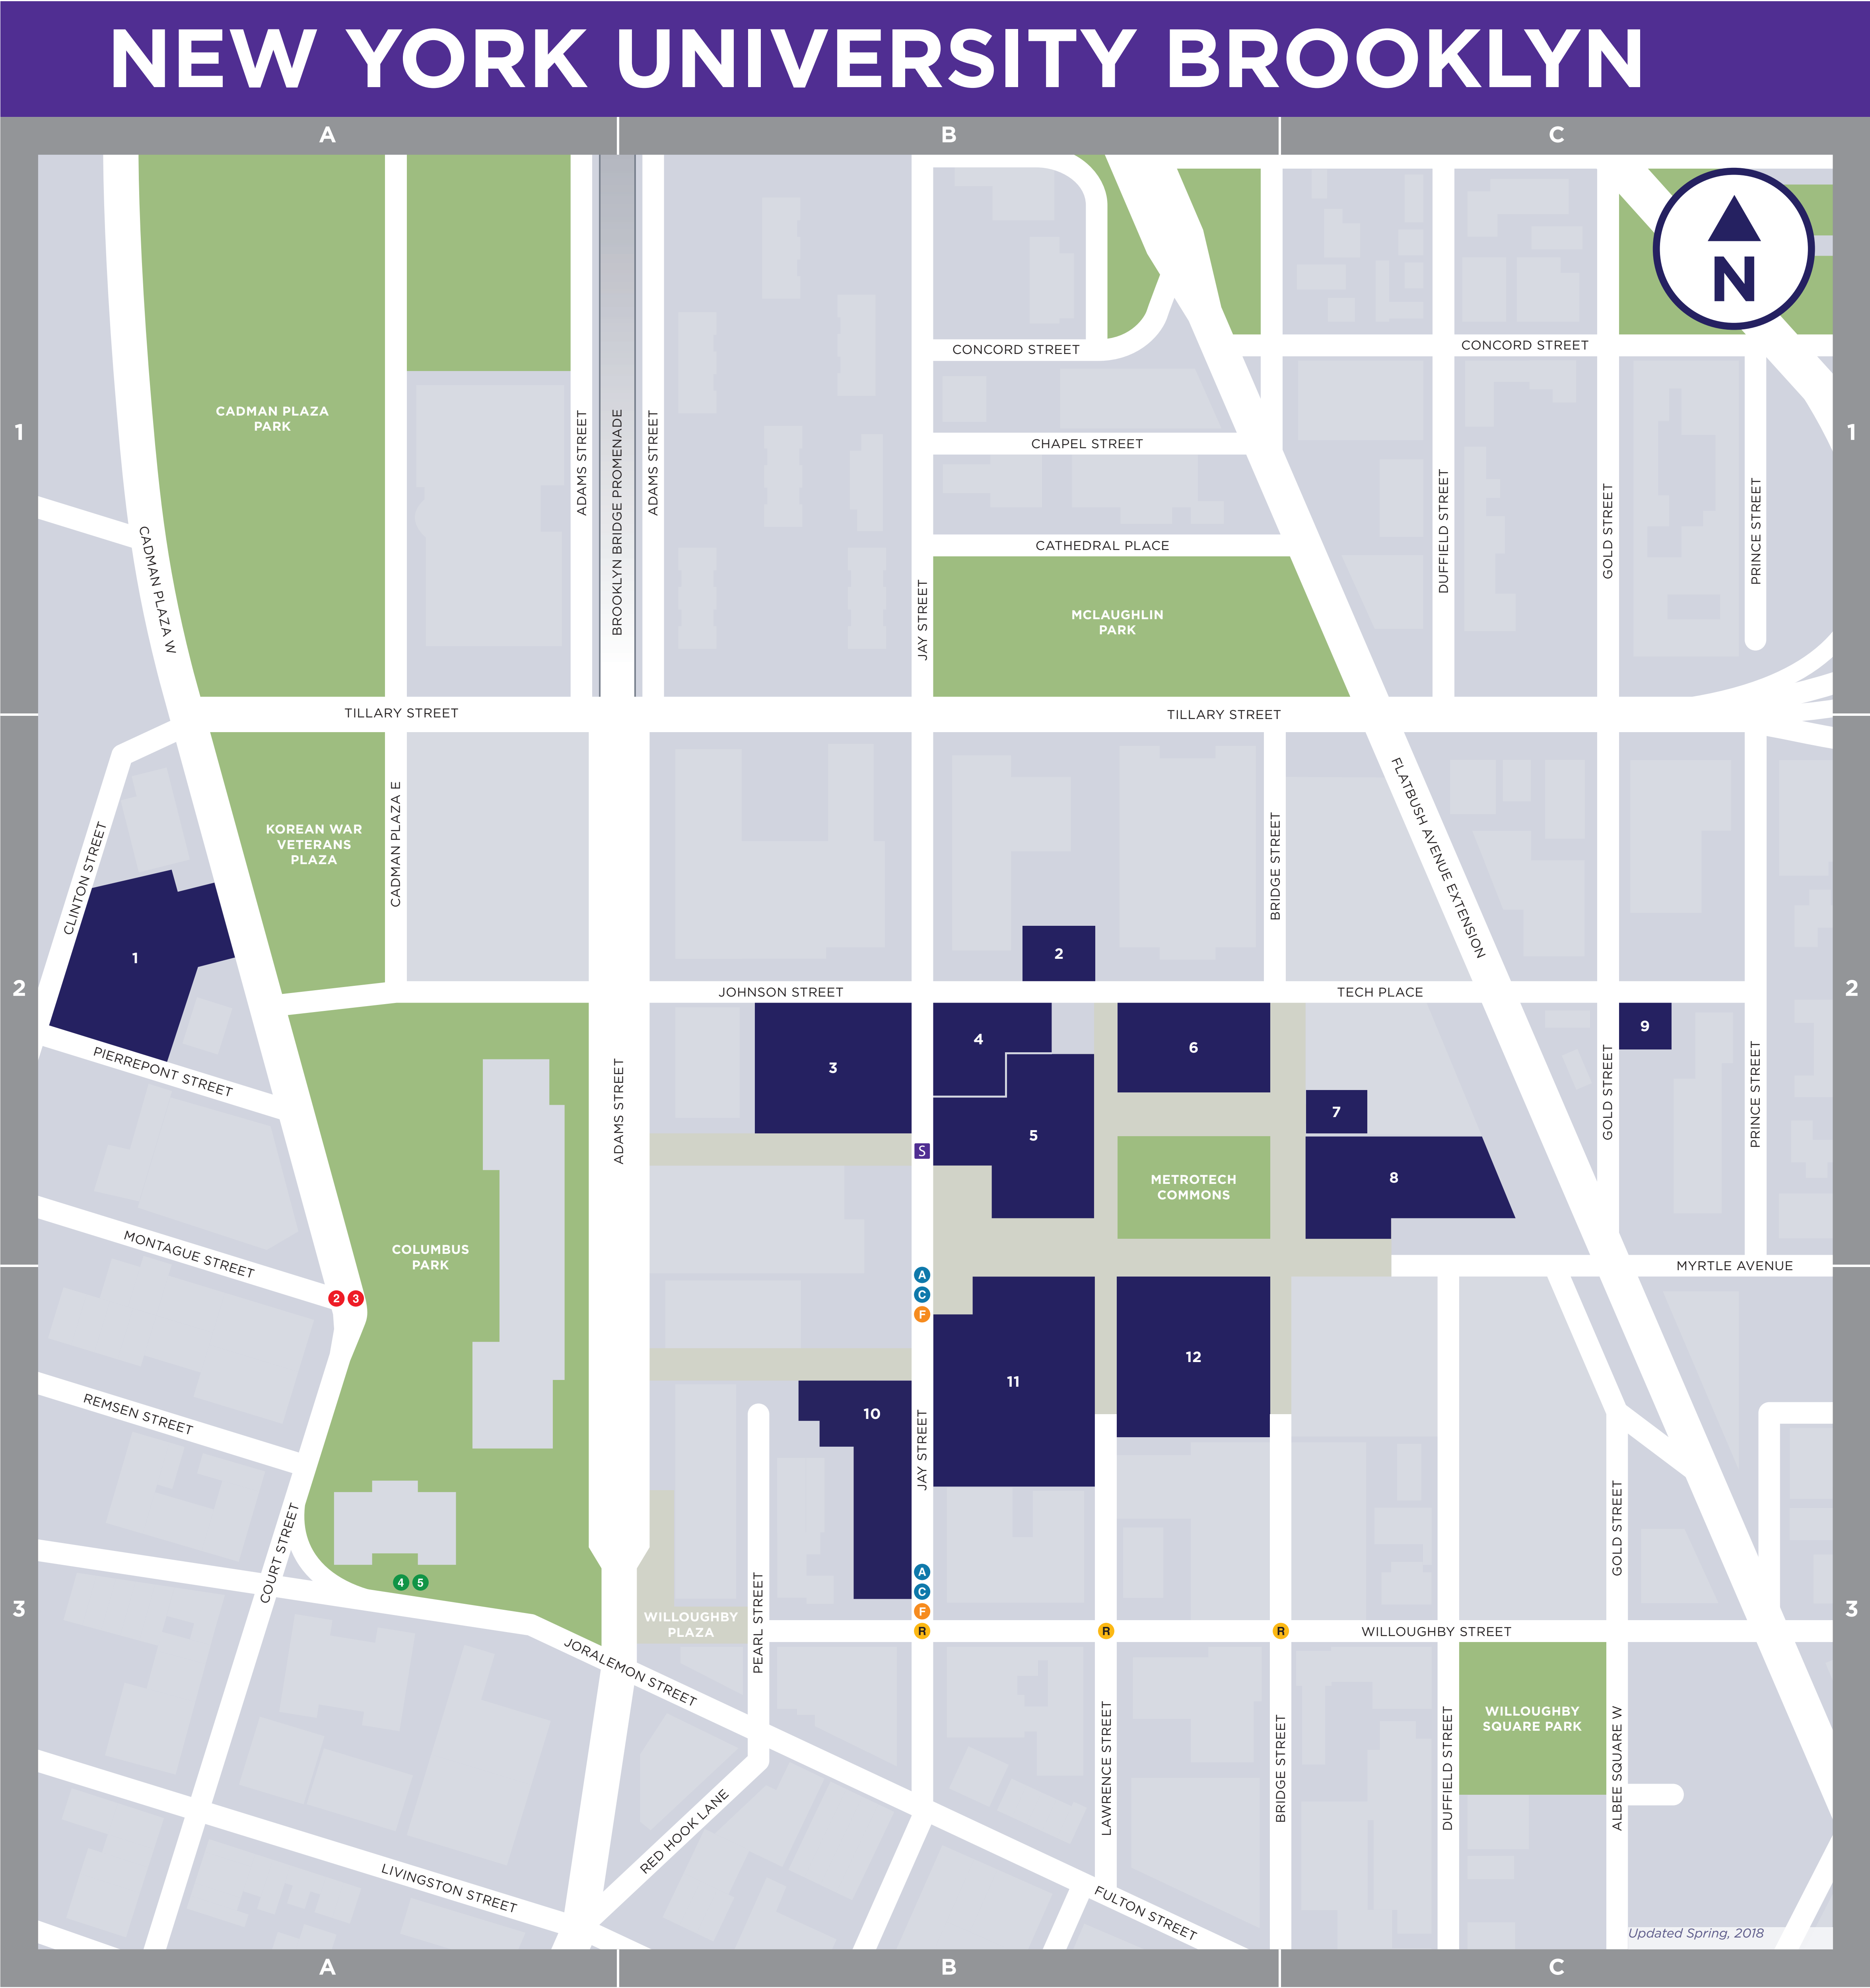 NEW YORK UNIVERSITY BROOKLYN
A
B
C
N
CONCORD STREET
CONCORD STREET
CADMAN PLAZA
PARK
1
1
CHAPEL STREET
ADAMS STREET
BROOKLYN BRIDGE PROMENADE
ADAMS STREET
DUFFIELD STREET
GOLD STREET
PRINCE STREET
CATHEDRAL PLACE
CADMAN PLAZA W
JAY STREET
MCLAUGHLIN
PARK
TILLARY STREET
TILLARY STREET
KOREAN WAR
VETERANS
PLAZA
CADMAN PLAZA E
CLINTON STREET
BRIDGE STREET
FLATBUSH AVENUE EXTENSION
1
2
2
2
JOHNSON STREET
TECH PLACE
9
4
6
3
PIERREPONT STREET
ADAMS STREET
7
GOLD STREET
PRINCE STREET
5
S
METROTECH
COMMONS
8
MONTAGUE STREET
COLUMBUS
PARK
MYRTLE AVENUE
A
C
F
2 3
12
11
10
REMSEN STREET
JAY STREET
COURT STREET
GOLD STREET
4 5
A
C
F
R
R
R
3
3
WILLOUGHBY
PLAZA
PEARL STREET
WILLOUGHBY STREET
JORALEMON STREET
WILLOUGHBY
SQUARE PARK
LAWRENCE STREET
BRIDGE STREET
DUFFIELD STREET
ALBEE SQUARE W
RED HOOK LANE
LIVINGSTON STREET
FULTON STREET
Updated Spring, 2018
A
B
C